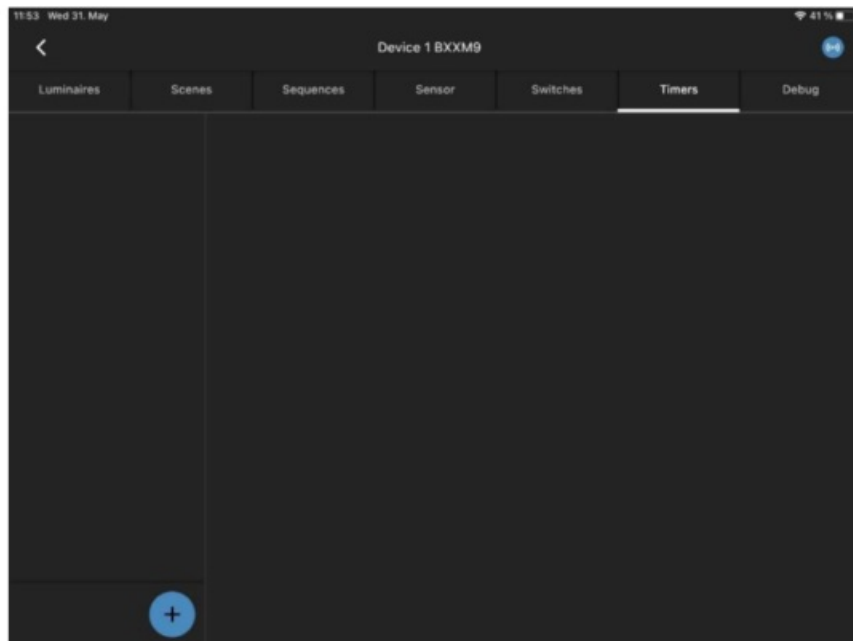 11:53 Wed 31. May 41%
Device 1 BXXM9
Luminaires Scenes Sequences Sensor Switches Timers Debug
+